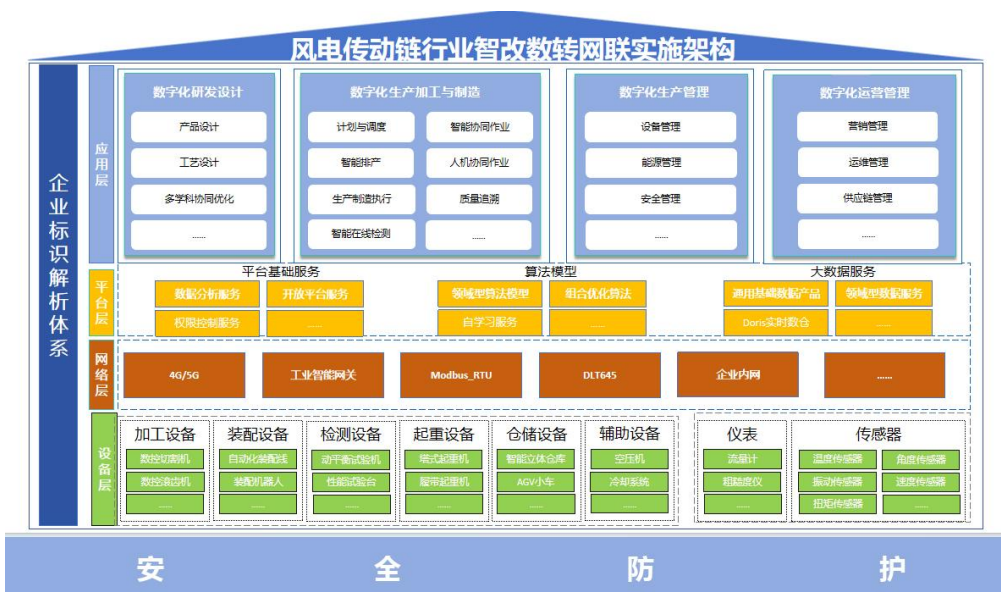 风电传动链行业智改数转网联实施架构
企业标识解析体系
应用层
数字化研发设计
产品设计
工艺设计
多学科协同优化
......
数字化生产加工与制造
计划与调度
智能协同作业
智能排产
人机协同作业
生产制造执行
质量追溯
智能在线检测
......
数字化生产管理
设备管理
能源管理
安全管理
......
数字化运营管理
营销管理
运维管理
供应链管理
......
平台层
平台基础服务
数据分析服务
开放平台服务
权限控制服务
......
算法模型
领域型算法模型
组合优化算法
自学习服务
......
大数据服务
通用基础数据产品
领域型数据服务
Doris实时数仓
......
网络层
4G/5G
工业智能网关
Modbus_RTU
DLT645
企业内网
......
设备层
加工设备
数控切割机
数控滚齿机
......
装配设备
自动化装配线
装配机器人
......
检测设备
动平衡试验机
性能试验台
......
起重设备
塔式起重机
履带起重机
......
仓储设备
智能立体仓库
AGV小车
......
辅助设备
空压机
冷却系统
......
仪表
流量计
粗糙度仪
......
传感器
温度传感器
角度传感器
振动传感器
速度传感器
扭矩传感器
......
安全防护